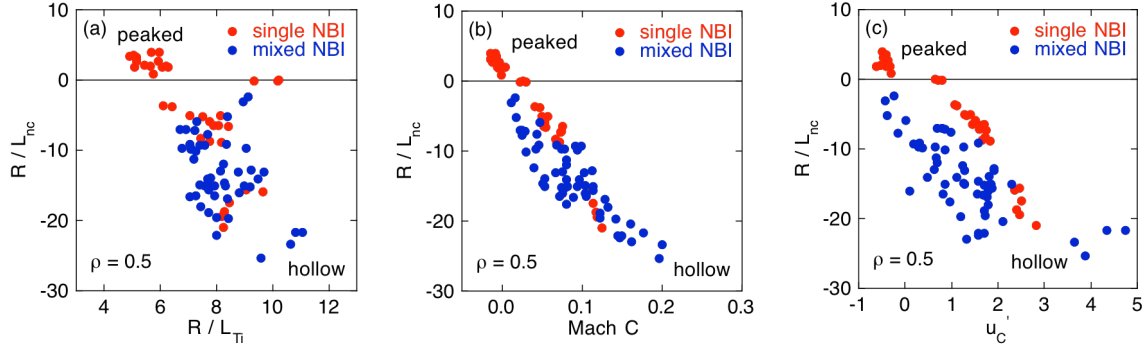 (a)
peaked
single NBI
mixed NBI
10
0
-10
-20
-30
R / L_nc
ρ = 0.5
hollow
4 6 8 10 12
R / L_Ti
(b)
peaked
single NBI
mixed NBI
10
0
-10
-20
-30
R / L_nc
hollow
ρ = 0.5
0.0 0.1 0.2 0.3
Mach C
(c)
single NBI
peaked
mixed NBI
10
0
-10
-20
-30
R / L_nc
ρ = 0.5
hollow
-1 0 1 2 3 4 5
u_C'